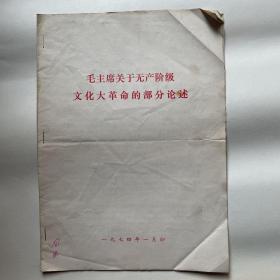 毛主席关于无产阶级
文化大革命的部分论述
一九七四年一月印